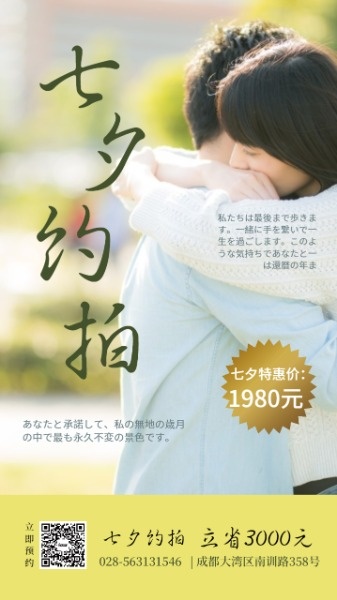 七夕约拍
私たちは最後まで歩きま
す。一緒に手を繋いで一
生を過ごします。このよ
うな気持ちであなたと一
は還暦の年ま
七夕特惠价：
1980元
あなたと承諾して、私の無地の歳月
の中で最も永久不変の景色です。
立即预约
七夕约拍 立省3000元
028-563131546 | 成都大湾区南训路358号